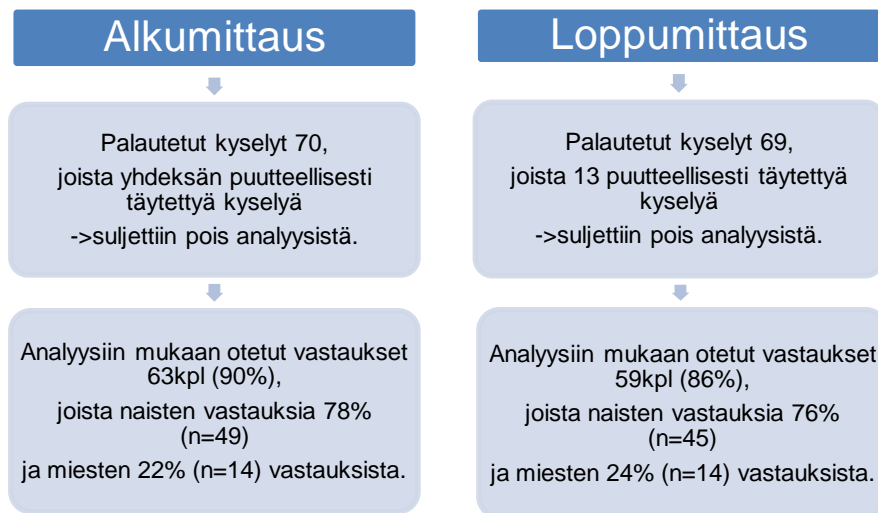 Alkumittaus
Palautetut kyselyt 70,
joista yhdeksän puutteellisesti
täytettyä kyselyä
->suljettiin pois analyysistä.
Analyysiin mukaan otetut vastaukset
63kpl (90%),
joista naisten vastauksia 78%
(n=49)
ja miesten 22% (n=14) vastauksista.
Loppumittaus
Palautetut kyselyt 69,
joista 13 puutteellisesti täytettyä
kyselyä
->suljettiin pois analyysistä.
Analyysiin mukaan otetut vastaukset
59kpl (86%),
joista naisten vastauksia 76%
(n=45)
ja miesten 24% (n=14) vastauksista.